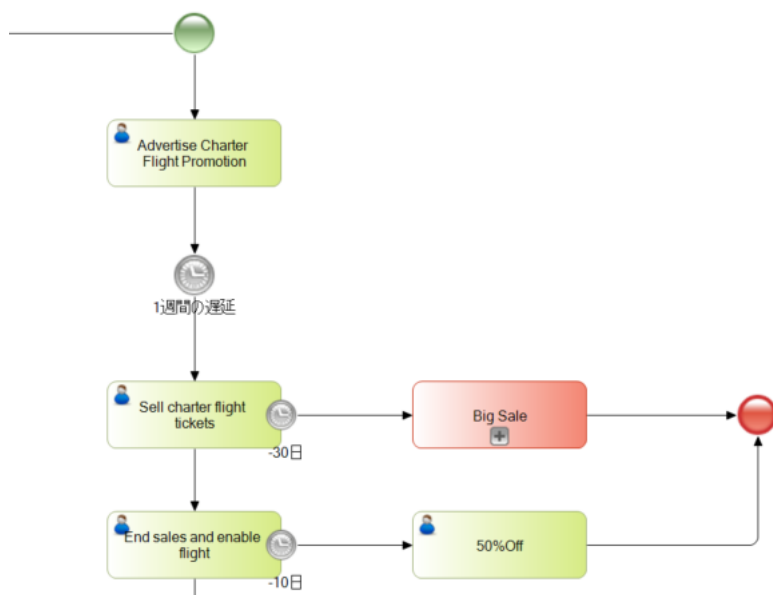 Advertise Charter
Flight Promotion
1週間の遅延
Sell charter flight
tickets
-30日
Big Sale
End sales and enable
flight
-10日
50%Off